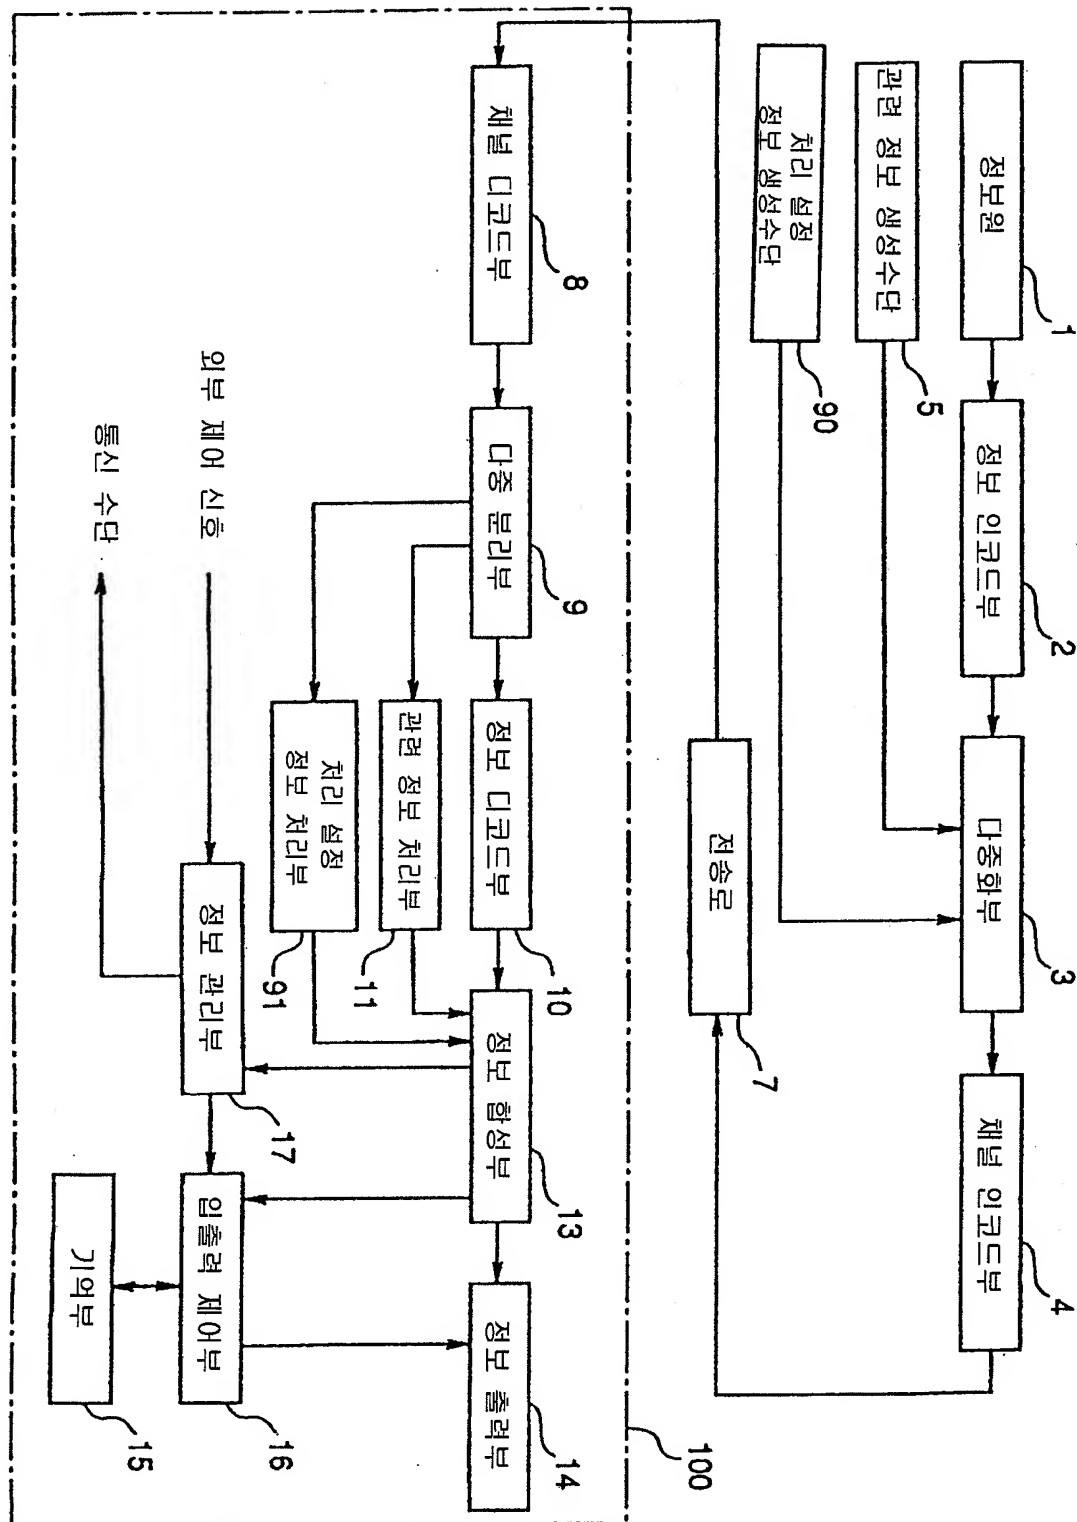 정보원
1
정보 인코드부
2
다중화부
3
채널 인코드부
4
관련 정보 생성수단
5
처리 설정
정보 생성수단
90
전송로
7
100
채널 디코드부
8
다중 분리부
9
정보 디코드부
10
정보 합성부
13
정보 출력부
14
관련 정보 처리부
11
처리 설정
정보 처리부
91
외부 제어 신호
정보 관리부
17
입출력 제어부
16
통신 수단
기억부
15